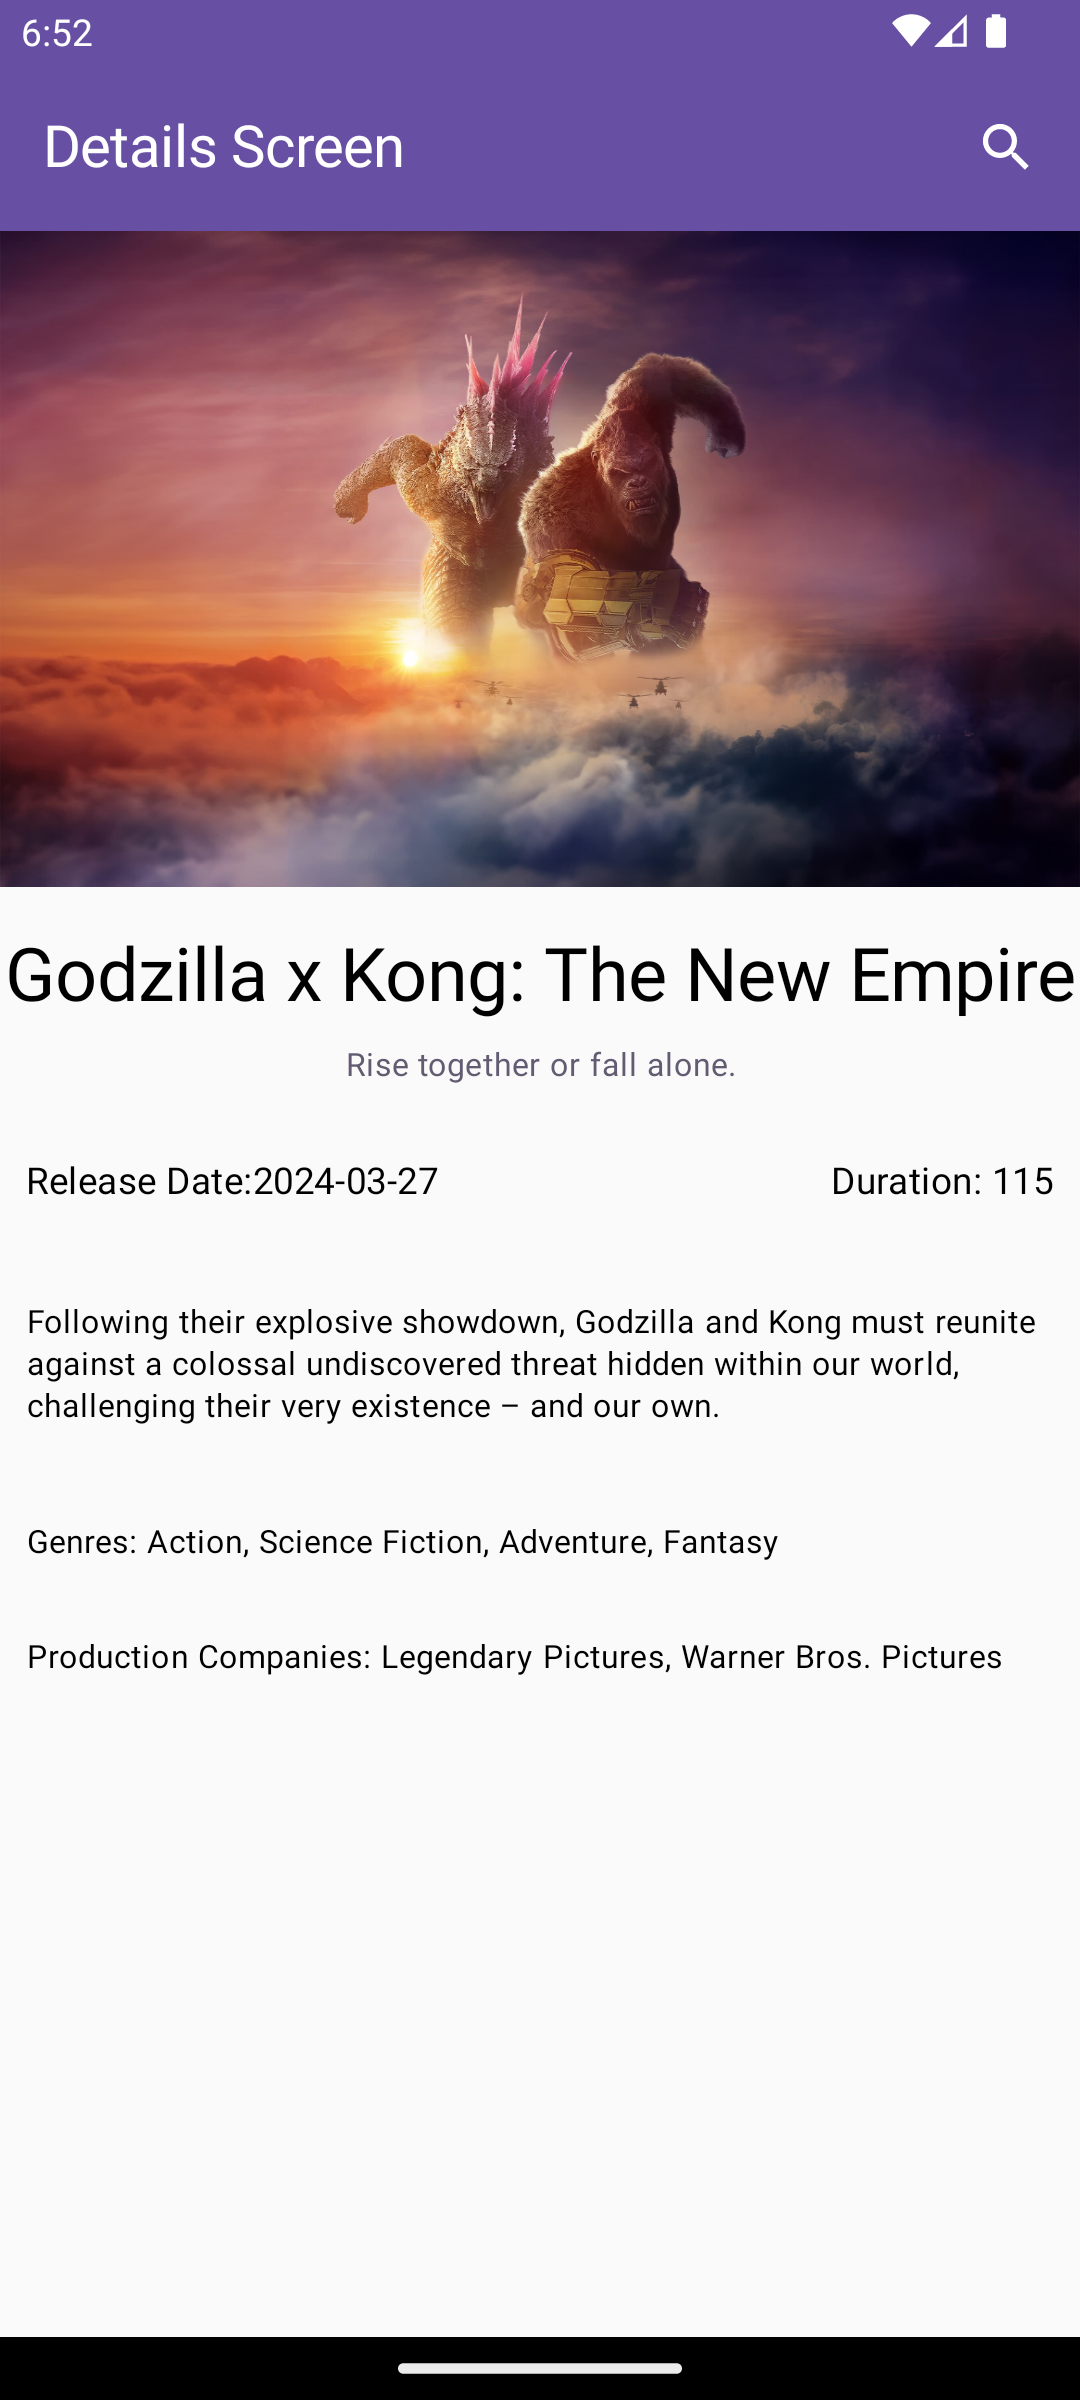 6:52
Details Screen
Godzilla x Kong: The New Empire
Rise together or fall alone.
Release Date:2024-03-27
Duration: 115
Following their explosive showdown, Godzilla and Kong must reunite
against a colossal undiscovered threat hidden within our world,
challenging their very existence – and our own.
Genres: Action, Science Fiction, Adventure, Fantasy
Production Companies: Legendary Pictures, Warner Bros. Pictures